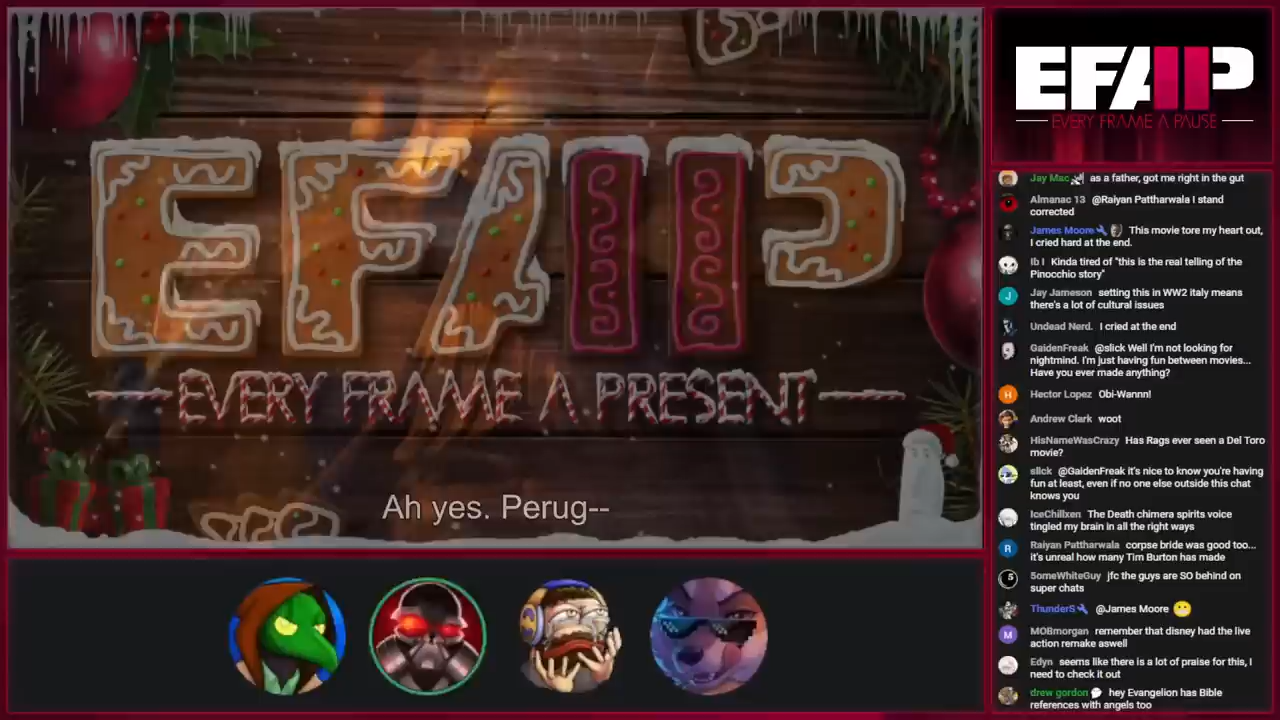 EFAP
EVERY FRAME A PRESENT
Ah yes. Perug--
EFAP
EVERY FRAME A PAUSE
Jay Mac as a father, got me right in the gut
Almanac 13 @Raiyan Pattharwala I stand
corrected
James Moore This movie tore my heart out,
I cried hard at the end.
Ib I Kinda tired of "this is the real telling of the
Pinocchio story"
Jay Jameson setting this in WW2 italy means
there's a lot of cultural issues
Undead Nerd. I cried at the end
GaidenFreak @slick Well I'm not looking for
nightmind. I'm just having fun between movies...
Have you ever made anything?
H Hector Lopez Obi-Wannn!
Andrew Clark woot
HisNameWasCrazy Has Rags ever seen a Del Toro
movie?
slick @GaidenFreak it's nice to know you're having
fun at least, even if no one else outside this chat
knows you
IceChillxen The Death chimera spirits voice
tingled my brain in all the right ways
R Raiyan Pattharwala corpse bride was good too...
it's unreal how many Tim Burton has made
5 5omeWhiteGuy jfc the guys are SO behind on
super chats
ThunderS @James Moore
M MOBmorgan remember that disney had the live
action remake aswell
Edyn seems like there is a lot of praise for this, I
need to check it out
drew gordon hey Evangelion has Bible
references with angels too